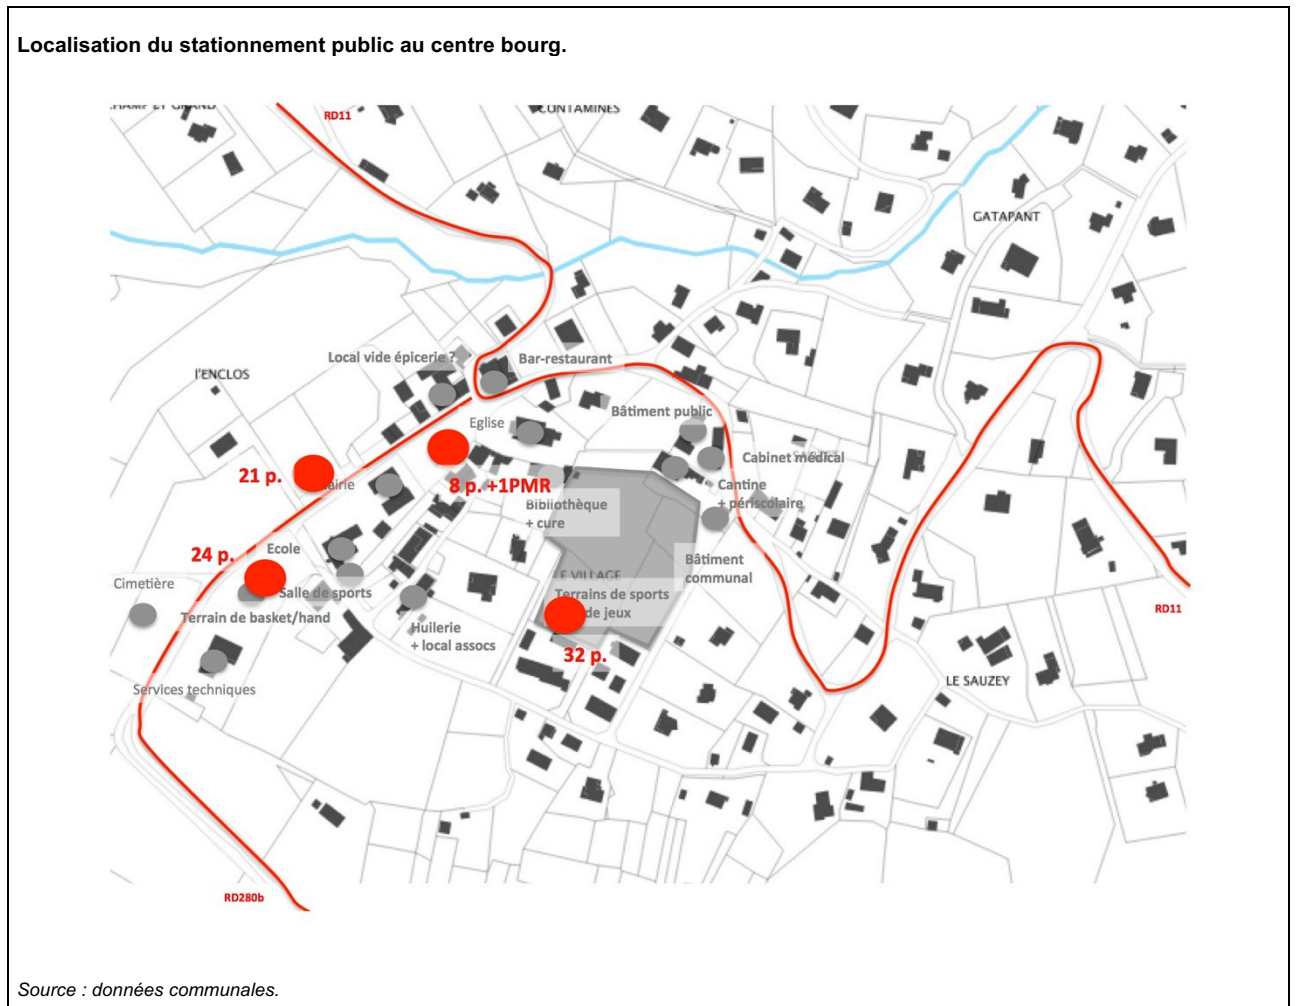 Localisation du stationnement public au centre bourg.
RD11
CONTAMINES
GATAPANT
Local vide épicerie ?
Bar-restaurant
l'ENCLOS
Bâtiment public
Eglise
Cabinet médical
21 p.
8 p. +1PMR
Cantine
+ périscolaire
Bibliothèque
+ cure
24 p.
Ecole
Bâtiment
communal
Cimetière
LE VILLAGE
Salle de sports
Terrains de sports
de jeux
Terrain de basket/hand
RD11
Huilerie
+ local assocs
32 p.
LE SAUZEY
Services techniques
RD280b
Source : données communales.